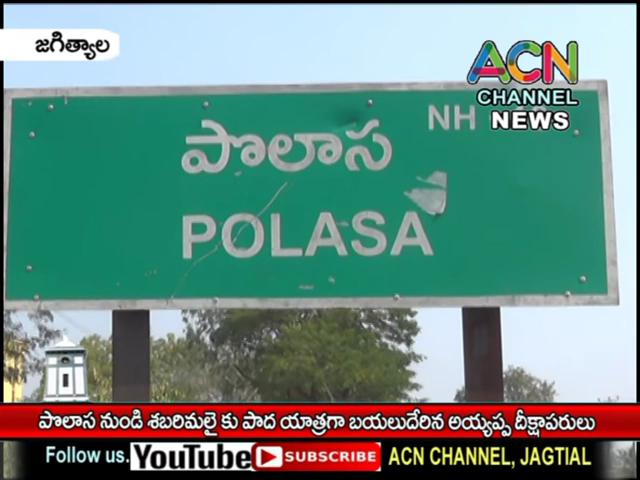 జగిత్యాల
ACN
CHANNEL
NEWS
NH
పొలాస
POLASA
పొలాస నుండి శబరిమలై కు పాద యాత్రగా బయలుదేరిన అయ్యప్ప దీక్షాపరులు
Follow us. YouTube SUBSCRIBE ACN CHANNEL, JAGTIAL